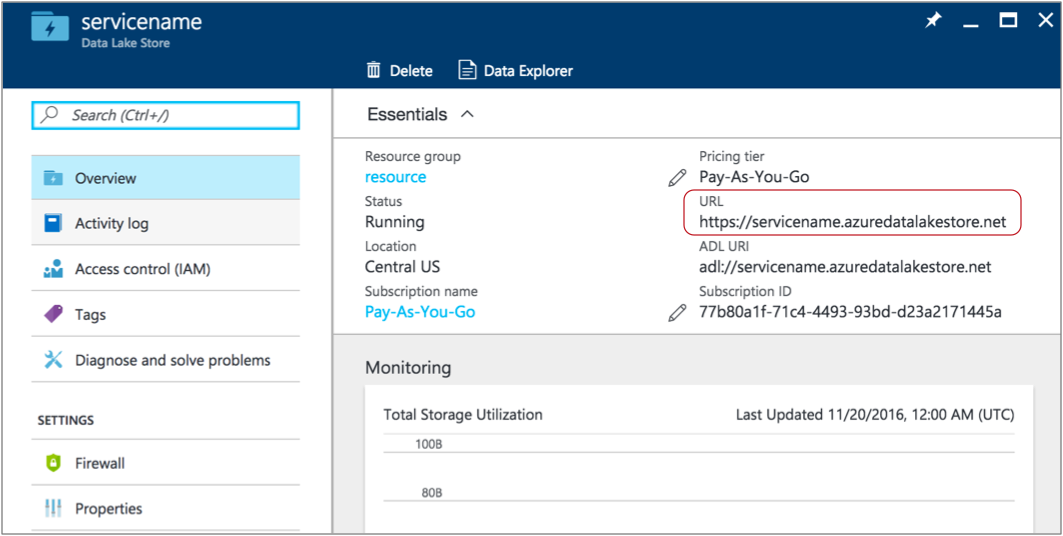 servicename
Data Lake Store
Delete
Data Explorer
Search (Ctrl+/)
Overview
Activity log
Access control (IAM)
Tags
Diagnose and solve problems
SETTINGS
Firewall
Properties
Essentials
Resource group
resource
Status
Running
Location
Central US
Subscription name
Pay-As-You-Go
Pricing tier
Pay-As-You-Go
URL
https://servicename.azuredatalakestore.net
ADL URI
adl://servicename.azuredatalakestore.net
Subscription ID
77b80a1f-71c4-4493-93bd-d23a2171445a
Monitoring
Total Storage Utilization
Last Updated 11/20/2016, 12:00 AM (UTC)
100B
80B